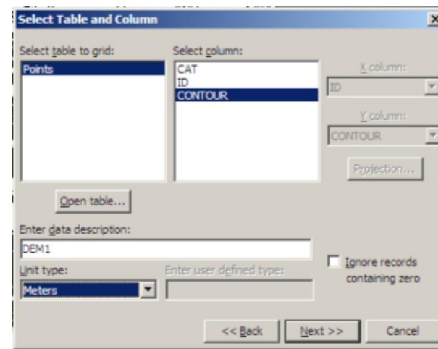 Select Table and Column
Select table to grid:
Select column:
Points
CAT
ID
CONTOUR
X column:
ID
Y column:
CONTOUR
Projection...
Open table...
Enter data description:
DEM1
Unit type:
Enter user defined type:
Meters
Ignore records
containing zero
<< Back
Next >>
Cancel